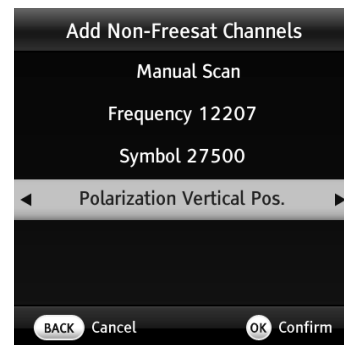 Add Non-Freesat Channels
Manual Scan
Frequency 12207
Symbol 27500
Polarization Vertical Pos.
BACK Cancel OK Confirm